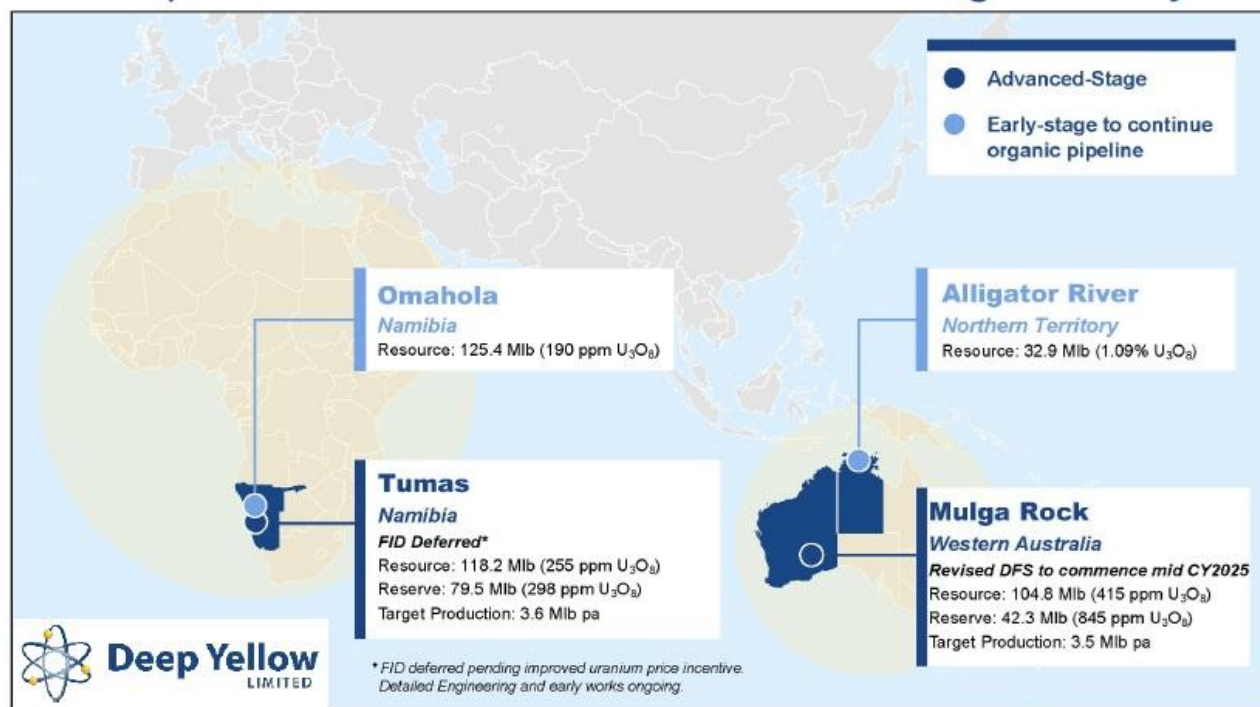 Advanced-Stage
Early-stage to continue
organic pipeline
Omahola
Namibia
Resource: 125.4 Mlb (190 ppm U₃O₈)
Alligator River
Northern Territory
Resource: 32.9 Mlb (1.09% U₃O₈)
Tumas
Namibia
FID Deferred*
Resource: 118.2 Mlb (255 ppm U₃O₈)
Reserve: 79.5 Mlb (298 ppm U₃O₈)
Target Production: 3.6 Mlb pa
Mulga Rock
Western Australia
Revised DFS to commence mid CY2025
Resource: 104.8 Mlb (415 ppm U₃O₈)
Reserve: 42.3 Mlb (845 ppm U₃O₈)
Target Production: 3.5 Mlb pa
Deep Yellow
LIMITED
* FID deferred pending improved uranium price incentive.
Detailed Engineering and early works ongoing.